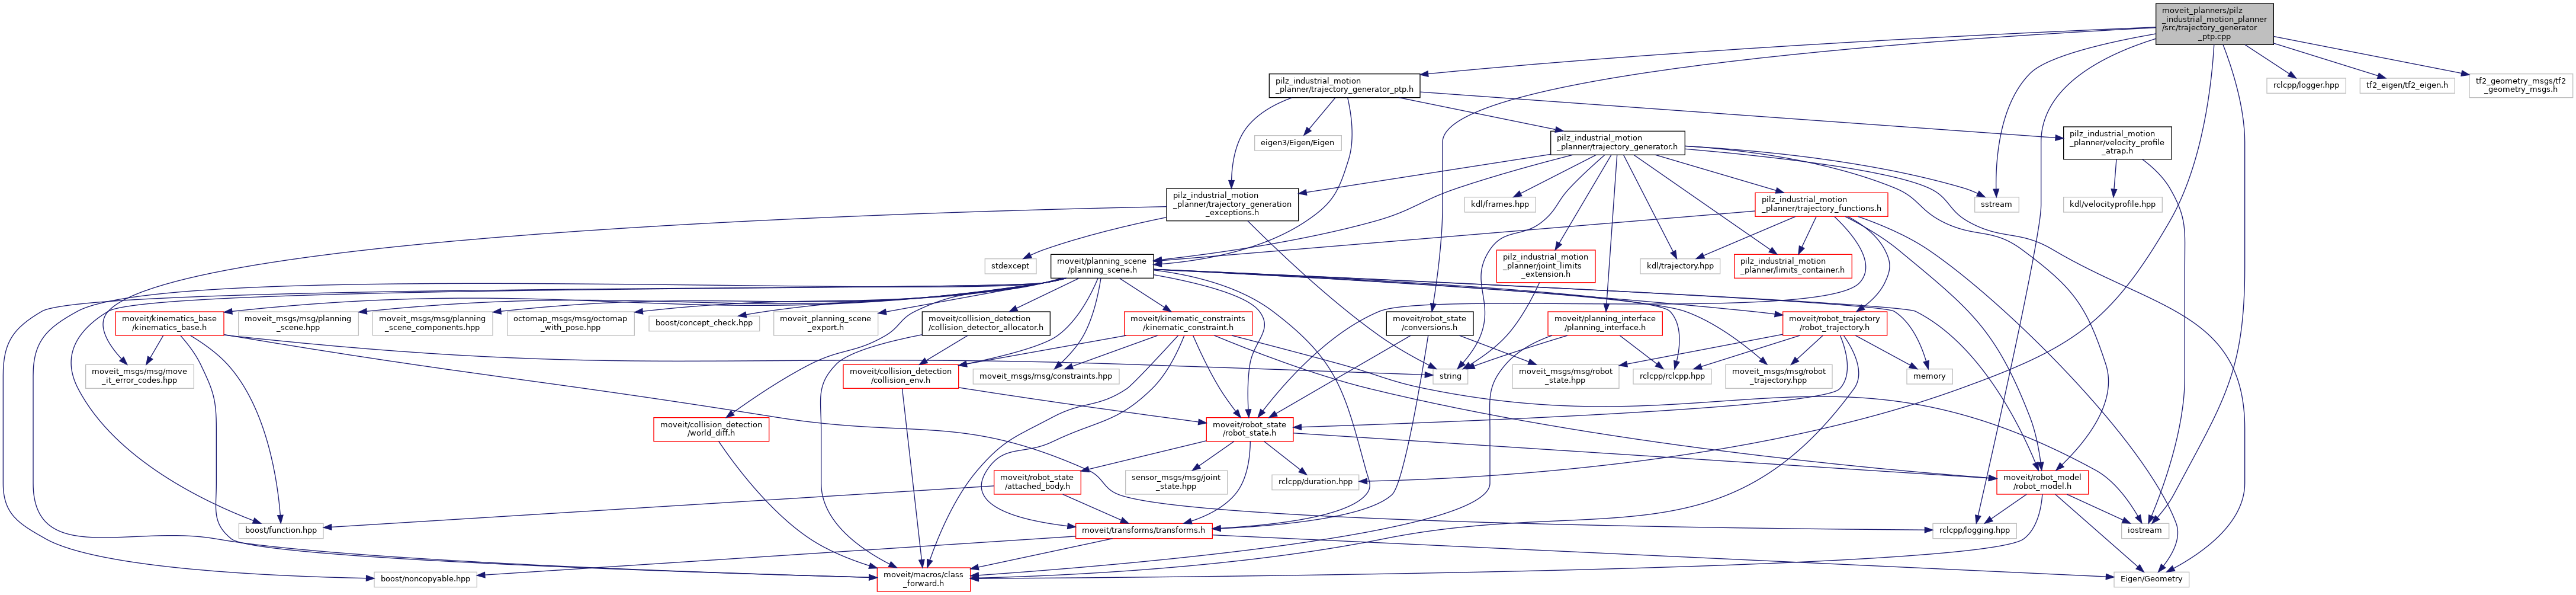 moveit_planners/pilz
_industrial_motion_planner
/src/trajectory_generator
_ptp.cpp
pilz_industrial_motion
_planner/trajectory_generator_ptp.h
rclcpp/logger.hpp
tf2_eigen/tf2_eigen.h
tf2_geometry_msgs/tf2
_geometry_msgs.h
eigen3/Eigen/Eigen
pilz_industrial_motion
_planner/trajectory_generator.h
pilz_industrial_motion
_planner/velocity_profile
_atrap.h
pilz_industrial_motion
_planner/trajectory_generation
_exceptions.h
kdl/frames.hpp
pilz_industrial_motion
_planner/trajectory_functions.h
sstream
kdl/velocityprofile.hpp
stdexcept
moveit/planning_scene
/planning_scene.h
pilz_industrial_motion
_planner/joint_limits
_extension.h
kdl/trajectory.hpp
pilz_industrial_motion
_planner/limits_container.h
moveit/kinematics_base
/kinematics_base.h
moveit_msgs/msg/planning
_scene.hpp
moveit_msgs/msg/planning
_scene_components.hpp
octomap_msgs/msg/octomap
_with_pose.hpp
boost/concept_check.hpp
moveit_planning_scene
_export.h
moveit/collision_detection
/collision_detector_allocator.h
moveit/kinematic_constraints
/kinematic_constraint.h
moveit/robot_state
/conversions.h
moveit/planning_interface
/planning_interface.h
moveit/robot_trajectory
/robot_trajectory.h
moveit_msgs/msg/move
_it_error_codes.hpp
moveit/collision_detection
/collision_env.h
moveit_msgs/msg/constraints.hpp
string
moveit_msgs/msg/robot
_state.hpp
rclcpp/rclcpp.hpp
moveit_msgs/msg/robot
_trajectory.hpp
memory
moveit/collision_detection
/world_diff.h
moveit/robot_state
/robot_state.h
moveit/robot_state
/attached_body.h
sensor_msgs/msg/joint
_state.hpp
rclcpp/duration.hpp
moveit/robot_model
/robot_model.h
boost/function.hpp
moveit/transforms/transforms.h
rclcpp/logging.hpp
iostream
boost/noncopyable.hpp
moveit/macros/class
_forward.h
Eigen/Geometry